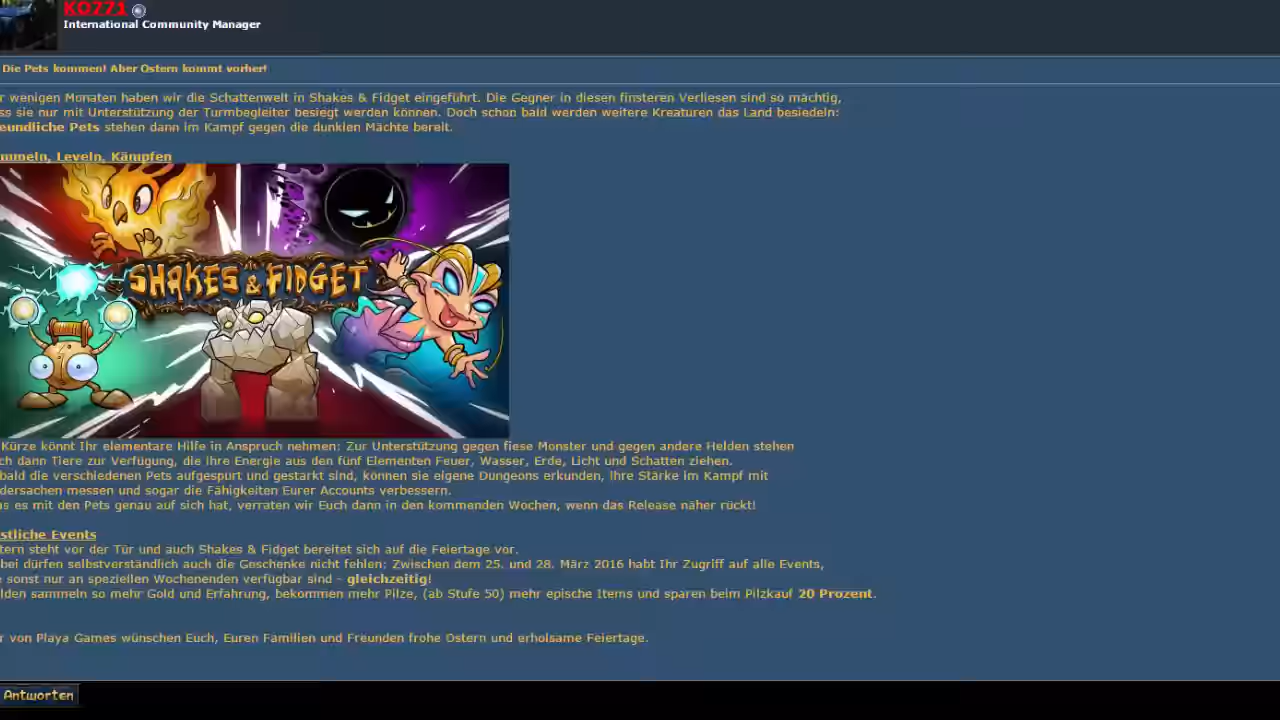 KO771
International Community Manager
Die Pets kommen! Aber Ostern kommt vorher!
r wenigen Monaten haben wir die Schattenwelt in Shakes & Fidget eingeführt. Die Gegner in diesen finsteren Verliesen sind so mächtig,
ss sie nur mit Unterstützung der Turmbegleiter besiegt werden können. Doch schon bald werden weitere Kreaturen das Land besiedeln:
eundliche Pets stehen dann im Kampf gegen die dunklen Mächte bereit.
mmeln, Leveln, Kämpfen
SHAKES & FIDGET
Kürze könnt Ihr elementare Hilfe in Anspruch nehmen: Zur Unterstützung gegen fiese Monster und gegen andere Helden stehen
ch dann Tiere zur Verfügung, die ihre Energie aus den fünf Elementen Feuer, Wasser, Erde, Licht und Schatten ziehen.
bald die verschiedenen Pets aufgespürt und gestärkt sind, können sie eigene Dungeons erkunden, ihre Stärke im Kampf mit
dersachen messen und sogar die Fähigkeiten Eurer Accounts verbessern.
as es mit den Pets genau auf sich hat, verraten wir Euch dann in den kommenden Wochen, wenn das Release näher rückt!
stliche Events
tern steht vor der Tür und auch Shakes & Fidget bereitet sich auf die Feiertage vor.
bei dürfen selbstverständlich auch die Geschenke nicht fehlen: Zwischen dem 25. und 28. März 2016 habt Ihr Zugriff auf alle Events,
e sonst nur an speziellen Wochenenden verfügbar sind - gleichzeitig!
lden sammeln so mehr Gold und Erfahrung, bekommen mehr Pilze, (ab Stufe 50) mehr epische Items und sparen beim Pilzkauf 20 Prozent.
r von Playa Games wünschen Euch, Euren Familien und Freunden frohe Ostern und erholsame Feiertage.
Antworten